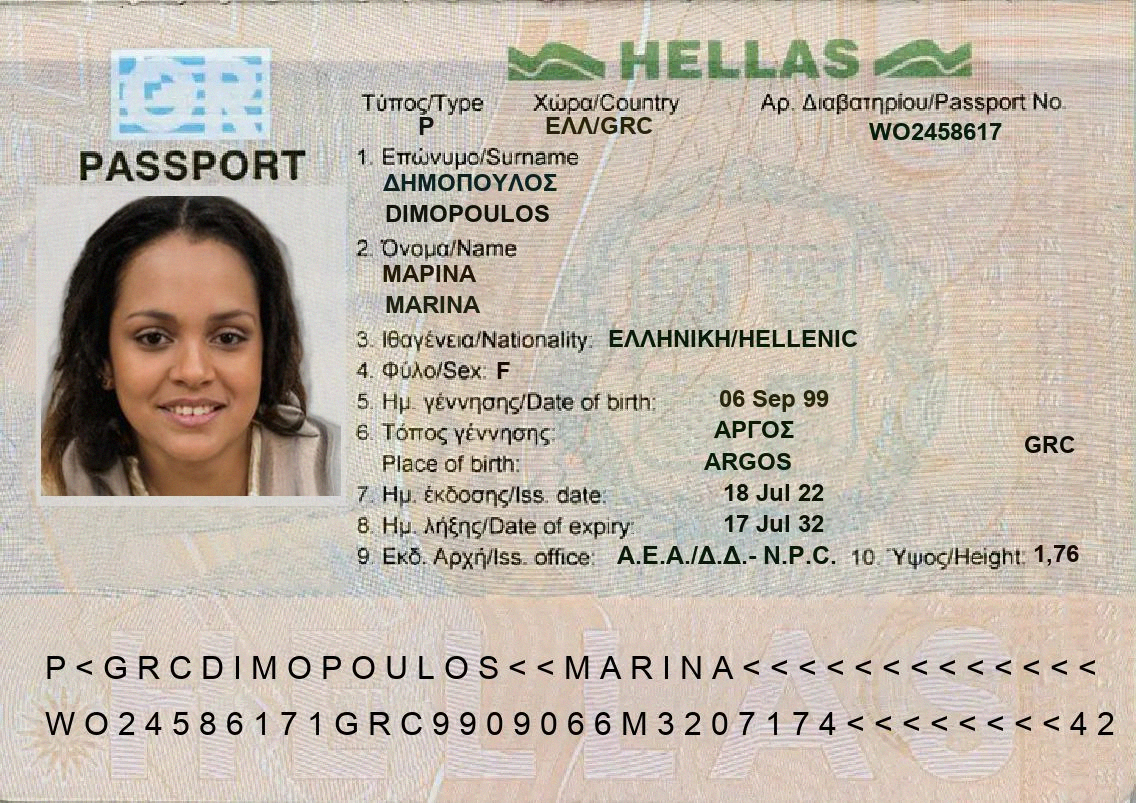 HELLAS
GR
PASSPORT
Τύπος/Type Χώρα/Country Αρ. Διαβατηρίου/Passport No.
P ΕΛΛ/GRC WO2458617
1. Επώνυμο/Surname
ΔΗΜΟΠΟΥΛΟΣ
DIMOPOULOS
2. Όνομα/Name
ΜΑΡΙΝΑ
MARINA
3. Ιθαγένεια/Nationality: ΕΛΛΗΝΙΚΗ/HELLENIC
4. Φύλο/Sex: F
5. Ημ. γέννησης/Date of birth: 06 Sep 99
6. Τόπος γέννησης: ΑΡΓΟΣ
Place of birth: ARGOS GRC
7. Ημ. έκδοσης/Iss. date: 18 Jul 22
8. Ημ. λήξης/Date of expiry: 17 Jul 32
9 Εκδ. Αρχή/Iss. office: Α.Ε.Α./Δ.Δ.- N.P.C. 10. Ύψος/Height: 1,76
HELLAS
P<GRCDIMOPOULOS<<MARINA<<<<<<<<<<<<<
WO24586171GRC9909066M3207174<<<<<<<<42